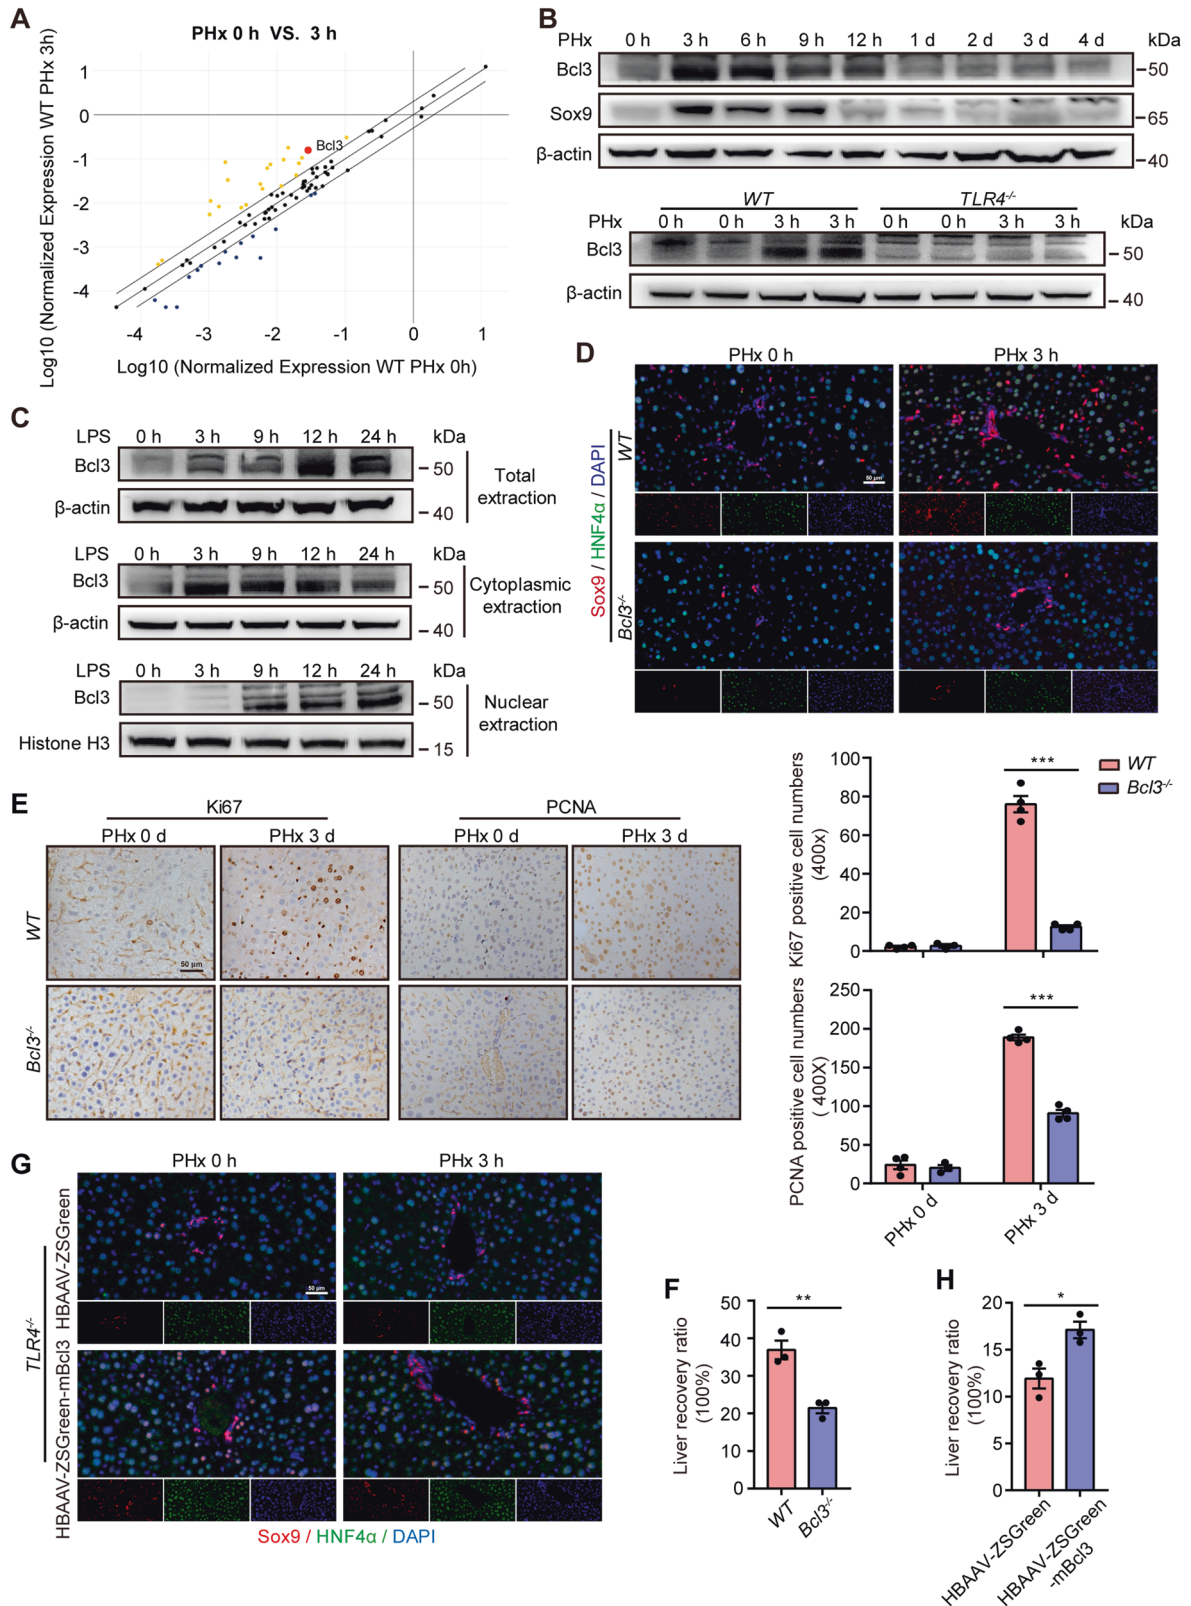 A
PHx 0 h VS. 3 h
Log10 (Normalized Expression WT PHx 3h)
1
0
-1
-2
-3
-4
Bcl3
-4 -3 -2 -1 0 1
Log10 (Normalized Expression WT PHx 0h)
B
PHx 0 h 3 h 6 h 9 h 12 h 1 d 2 d 3 d 4 d kDa
Bcl3 50
Sox9 65
β-actin 40
WT TLR4-/-
PHx 0 h 0 h 3 h 3 h 0 h 0 h 3 h 3 h kDa
Bcl3 50
β-actin 40
C
LPS 0 h 3 h 9 h 12 h 24 h kDa
Bcl3 50
β-actin 40
Total
extraction
LPS 0 h 3 h 9 h 12 h 24 h kDa
Bcl3 50
β-actin 40
Cytoplasmic
extraction
LPS 0 h 3 h 9 h 12 h 24 h kDa
Bcl3 50
Histone H3 15
Nuclear
extraction
D
PHx 0 h PHx 3 h
Sox9 / HNF4α / DAPI
WT
50 μm
Bcl3-/-
E
Ki67 PCNA
PHx 0 d PHx 3 d PHx 0 d PHx 3 d
WT
50 μm
Bcl3-/-
Ki67 positive cell numbers
(400x)
100
80
60
40
20
0
***
WT
Bcl3-/-
PCNA positive cell numbers
( 400X)
250
200
150
100
50
0
***
PHx 0 d PHx 3 d
F
Liver recovery ratio
(100%)
50
40
30
20
10
0
**
WT Bcl3-/-
G
PHx 0 h PHx 3 h
TLR4-/-
HBAAV-ZSGreen
50 μm
HBAAV-ZSGreen-mBcl3
Sox9 / HNF4α / DAPI
H
Liver recovery ratio
(100%)
20
15
10
5
0
*
HBAAV-ZSGreen
HBAAV-ZSGreen
-mBcl3